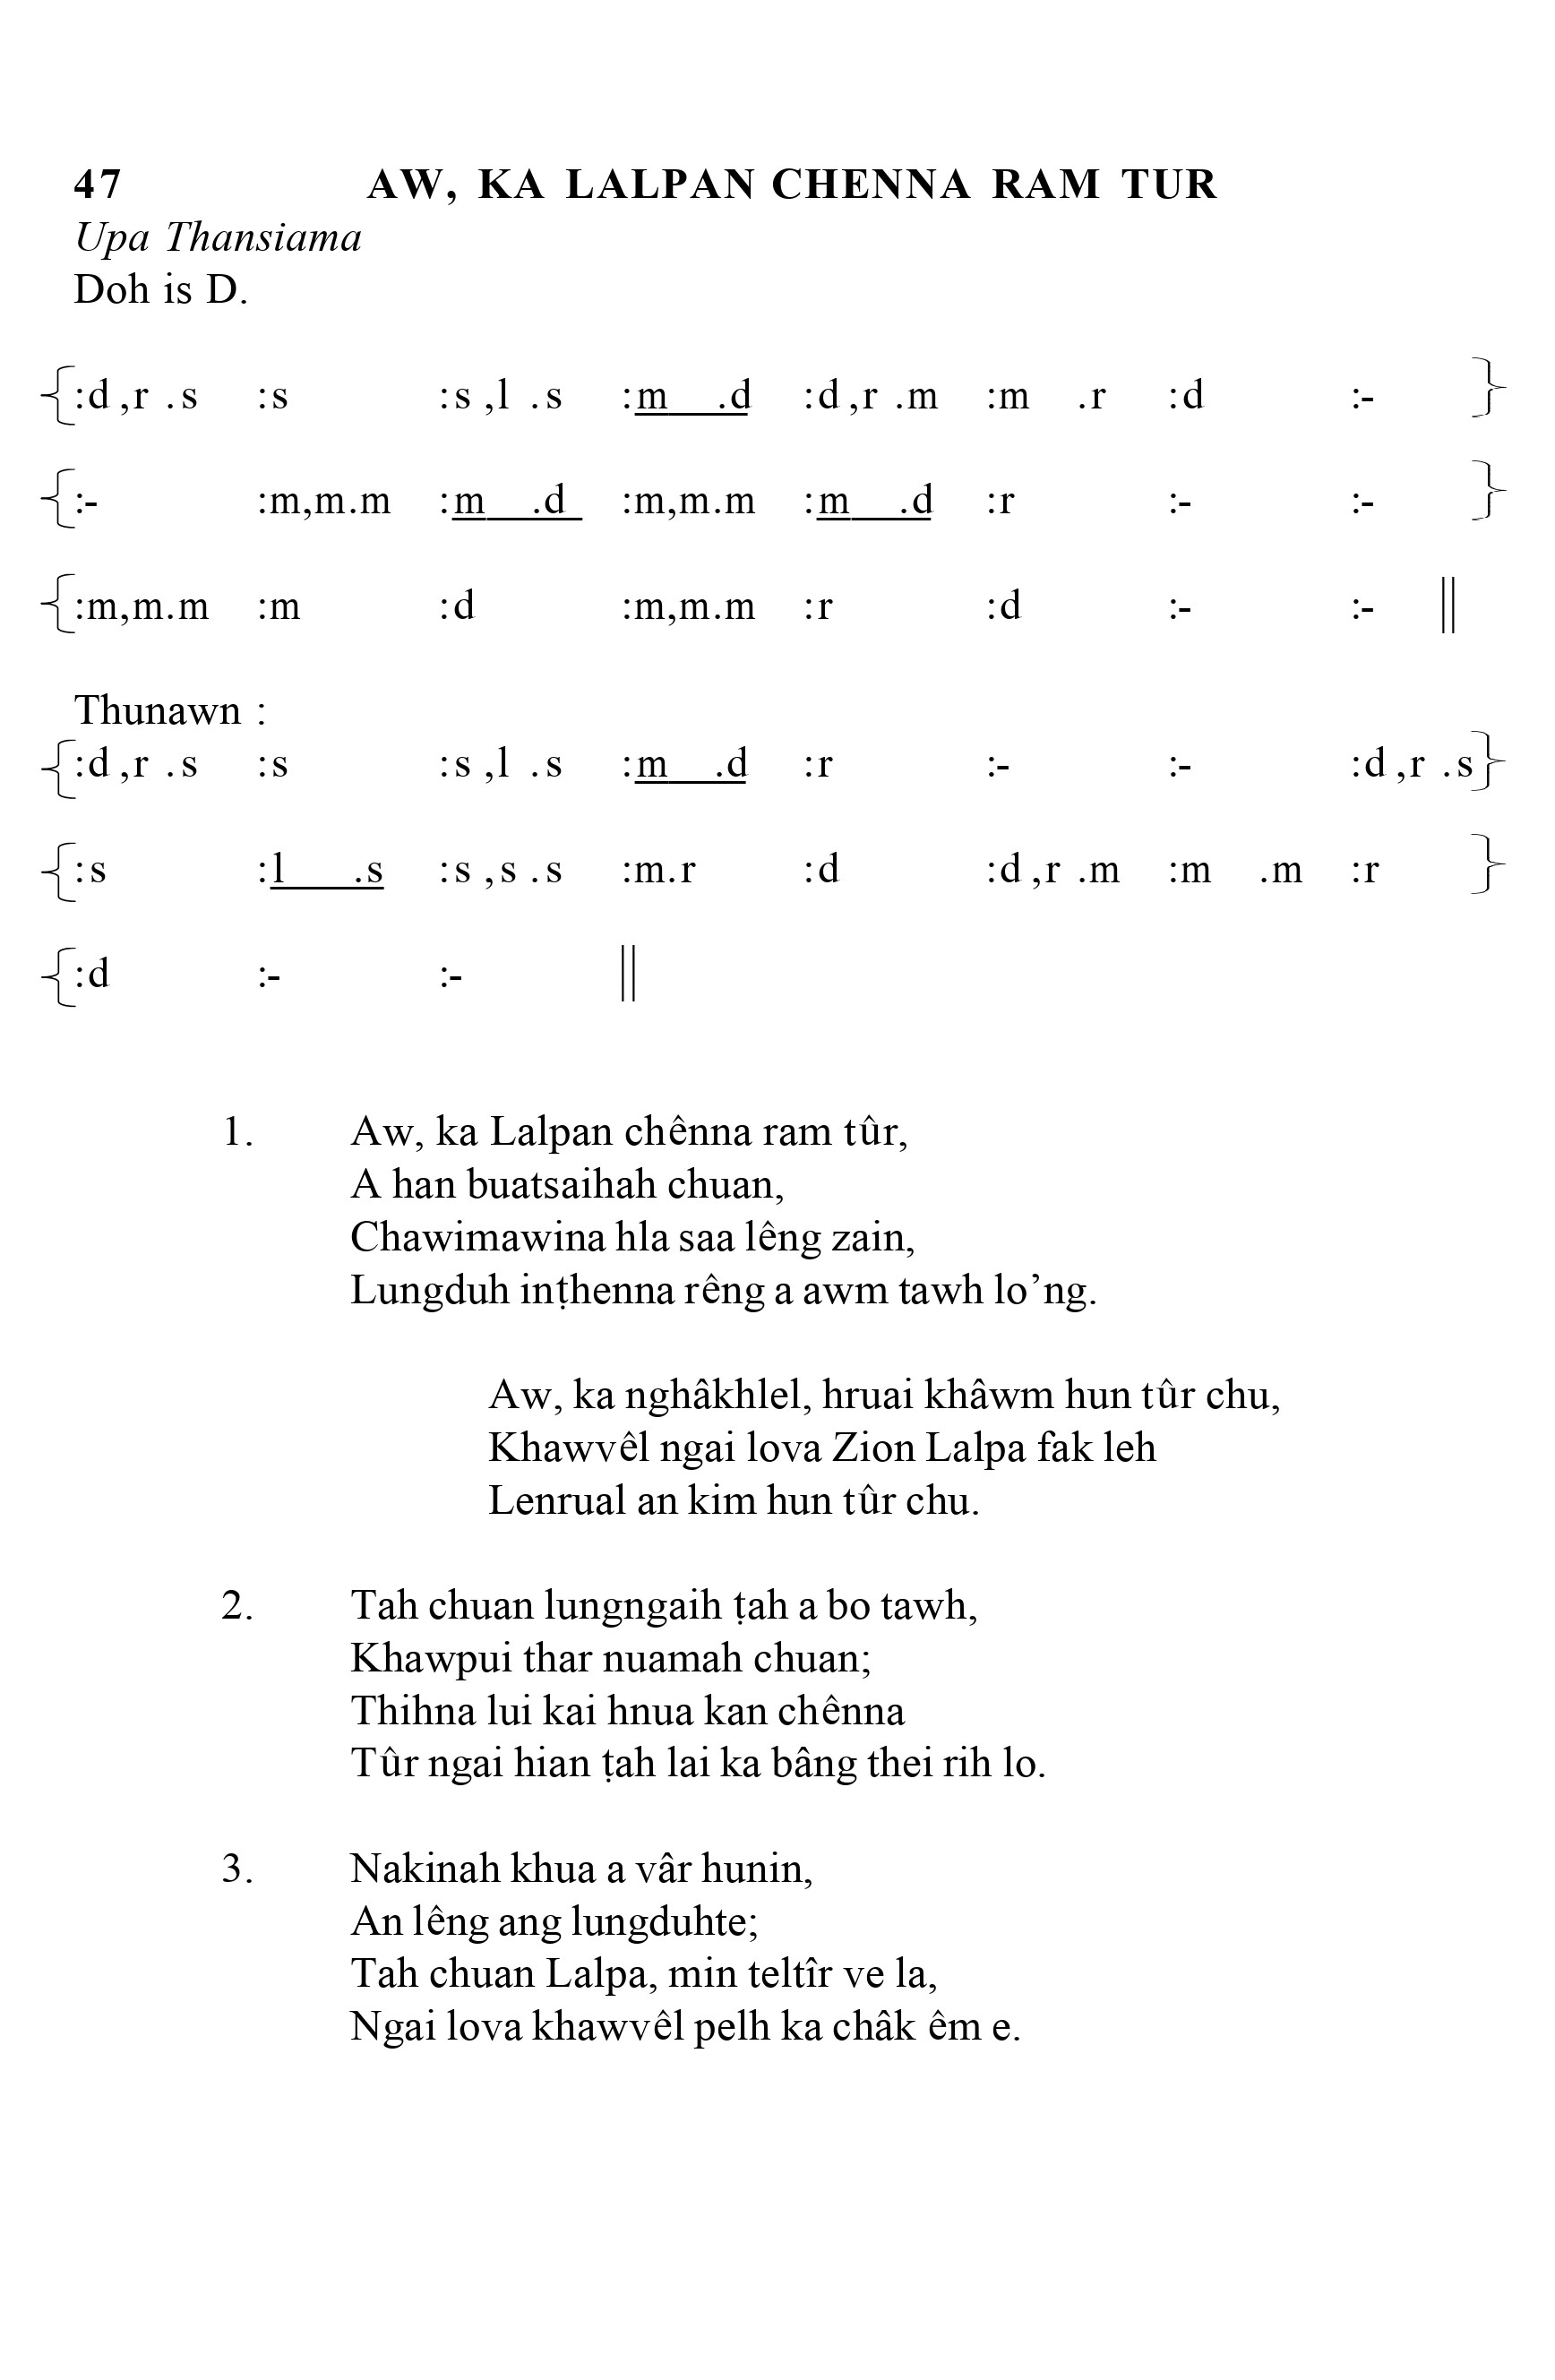 47 AW, KA LALPAN CHENNA RAM TUR
Upa Thansiama
Doh is D.
{:d ,r .s :s :s ,l .s :m .d :d ,r .m :m .r :d :- }
{:- :m,m.m :m .d :m,m.m :m .d :r :- :- }
{:m,m.m :m :d :m,m.m :r :d :- :- ||
Thunawn :
{:d ,r .s :s :s ,l .s :m .d :r :- :- :d ,r .s}
{:s :l .s :s ,s .s :m.r :d :d ,r .m :m .m :r }
{:d :- :- ||
1. Aw, ka Lalpan chênna ram tûr,
A han buatsaihah chuan,
Chawimawina hla saa lêng zain,
Lungduh inṭhenna rêng a awm tawh lo’ng.
Aw, ka nghâkhlel, hruai khâwm hun tûr chu,
Khawvêl ngai lova Zion Lalpa fak leh
Lenrual an kim hun tûr chu.
2. Tah chuan lungngaih ṭah a bo tawh,
Khawpui thar nuamah chuan;
Thihna lui kai hnua kan chênna
Tûr ngai hian ṭah lai ka bâng thei rih lo.
3. Nakinah khua a vâr hunin,
An lêng ang lungduhte;
Tah chuan Lalpa, min teltîr ve la,
Ngai lova khawvêl pelh ka châk êm e.